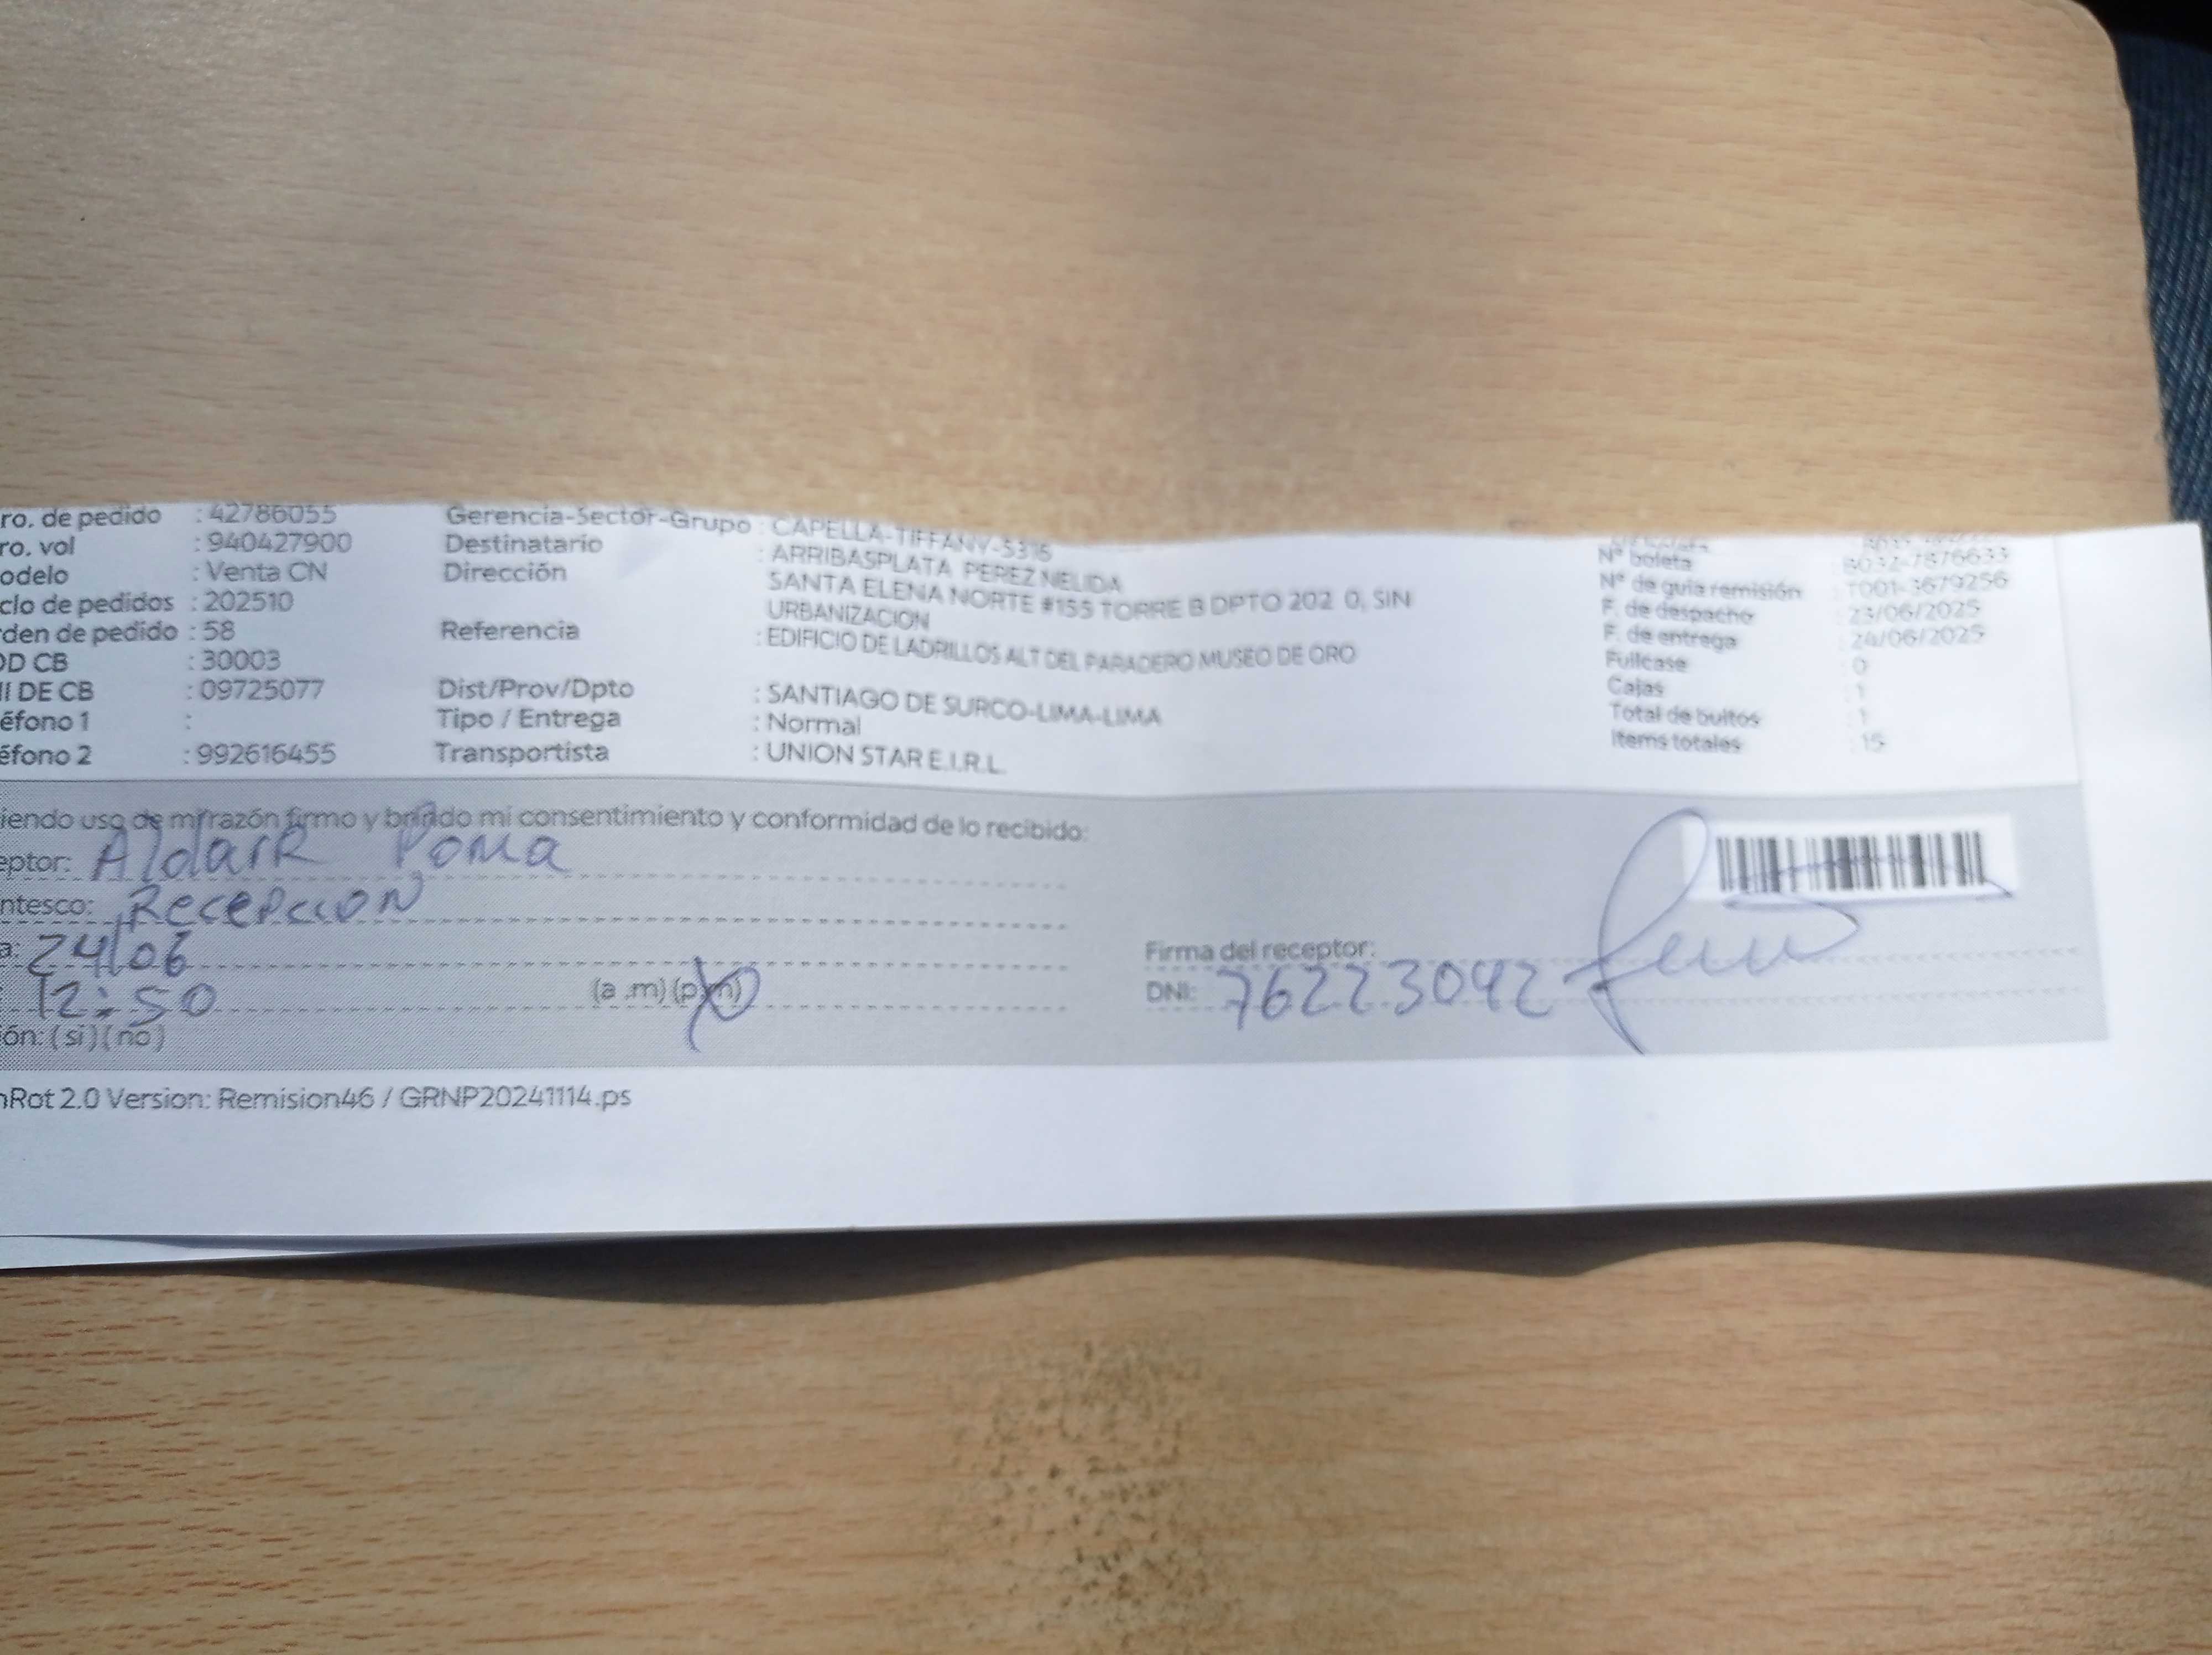 ro. de pedido : 42786055 Gerencia-Sector-Grupo : CAPELLA-TIFFANY-5316
ro. vol : 940427900 Destinatario : ARRIBASPLATA PEREZ NELIDA Nº boleta : B032-7876633
odelo : Venta CN Dirección SANTA ELENA NORTE #155 TORRE B DPTO 202 0, SIN Nº de guía remisión : T001-3679256
clo de pedidos : 202510 URBANIZACION F. de despacho : 23/06/2025
den de pedido : 58 Referencia : EDIFICIO DE LADRILLOS ALT DEL PARADERO MUSEO DE ORO F. de entrega : 24/06/2025
OD CB : 30003 Fullcase : 0
II DE CB : 09725077 Dist/Prov/Dpto : SANTIAGO DE SURCO-LIMA-LIMA Cajas : 1
éfono 1 : Tipo / Entrega : Normal Total de bultos : 1
éfono 2 : 992616455 Transportista : UNION STAR E.I.R.L. Items totales : 15
iendo uso de mi razón firmo y brindo mi consentimiento y conformidad de lo recibido:
eptor: Aldair Poma
ntesco: Recepcion
a: 24/06 Firma del receptor:
: 12:50 (a .m) (p.m) DNI: 76223042
ón: (si) (no)
nRot 2.0 Version: Remision46 / GRNP20241114.ps